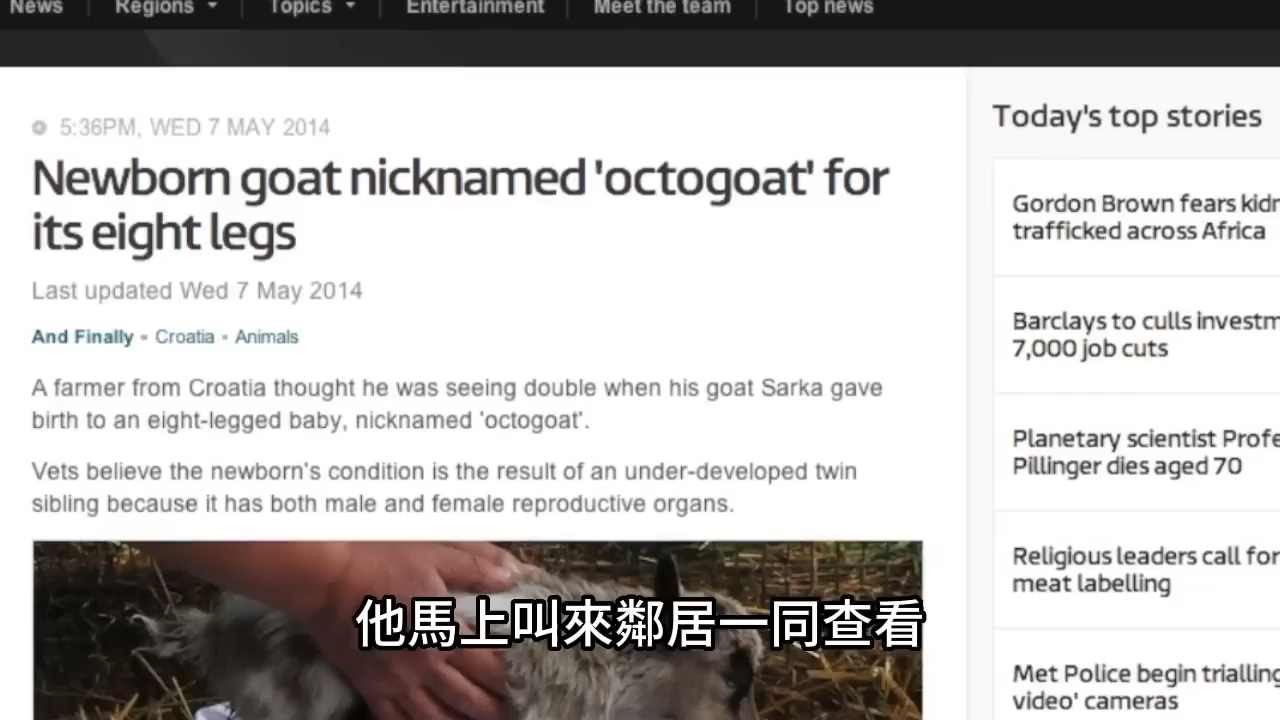 News
Regions
Topics
Entertainment
Meet the team
Top news
5:36PM, WED 7 MAY 2014
Newborn goat nicknamed 'octogoat' for
its eight legs
Last updated Wed 7 May 2014
And Finally • Croatia • Animals
A farmer from Croatia thought he was seeing double when his goat Sarka gave
birth to an eight-legged baby, nicknamed 'octogoat'.
Vets believe the newborn's condition is the result of an under-developed twin
sibling because it has both male and female reproductive organs.
他馬上叫來鄰居一同查看
Today's top stories
Gordon Brown fears
trafficked across Africa
Barclays to culls
7,000 job cuts
Planetary scientist
Pillinger dies aged 70
Religious leaders call for
meat labelling
Met Police begin
video' cameras